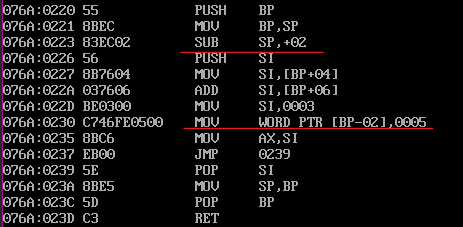 076A:0220 55 PUSH BP
076A:0221 8BEC MOV BP,SP
076A:0223 83EC02 SUB SP,+02
076A:0226 56 PUSH SI
076A:0227 8B7604 MOV SI,[BP+04]
076A:022A 037606 ADD SI,[BP+06]
076A:022D BE0300 MOV SI,0003
076A:0230 C746FE0500 MOV WORD PTR [BP-02],0005
076A:0235 8BC6 MOV AX,SI
076A:0237 EB00 JMP 0239
076A:0239 5E POP SI
076A:023A 8BE5 MOV SP,BP
076A:023C 5D POP BP
076A:023D C3 RET